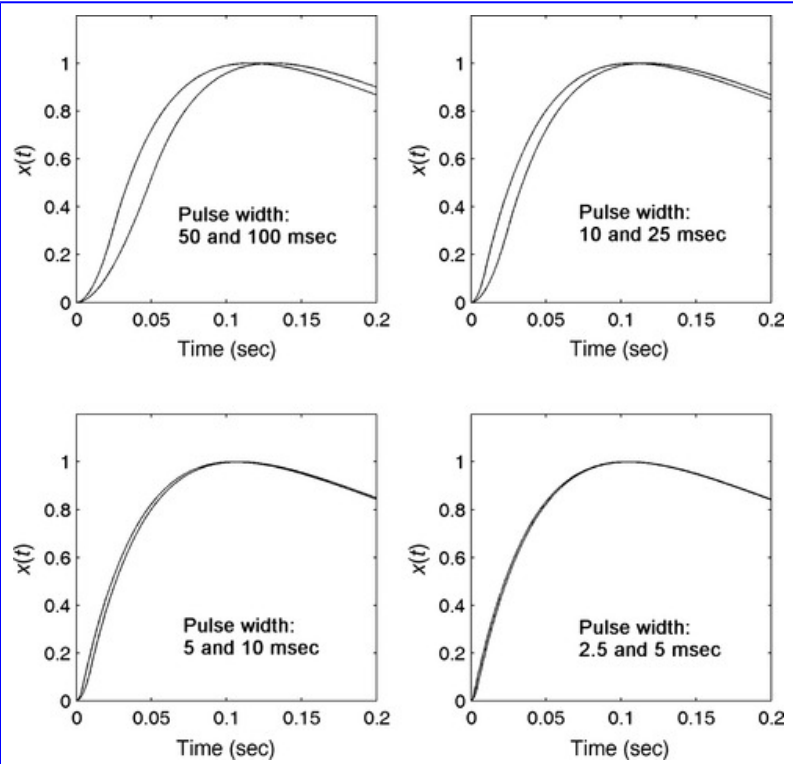 1
0.8
0.6
0.4
0.2
0
x(t)
Pulse width:
50 and 100 msec
0 0.05 0.1 0.15 0.2
Time (sec)
1
0.8
0.6
0.4
0.2
0
x(t)
Pulse width:
10 and 25 msec
0 0.05 0.1 0.15 0.2
Time (sec)
1
0.8
0.6
0.4
0.2
0
x(t)
Pulse width:
5 and 10 msec
0 0.05 0.1 0.15 0.2
Time (sec)
1
0.8
0.6
0.4
0.2
0
x(t)
Pulse width:
2.5 and 5 msec
0 0.05 0.1 0.15 0.2
Time (sec)